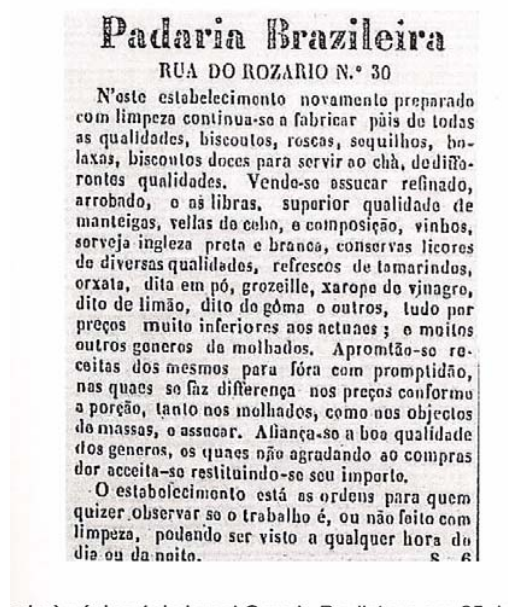 Padaria Brazileira
RUA DO ROZARIO N.º 30
N'este estabelecimento novamente preparado
com limpeza continua-se a fabricar pãis de todas
as qualidades, biscoutos, roscas, sequilhos, bo-
laxas, biscoutos doces para servir ao chà, de diffe-
rentes qualidades. Vende-se assucar refinado,
arrobado, e as libras, superior qualidade de
manteigas, vellas de cebo, e composição, vinhos,
serveja ingleza preta e branca, conservas licores
de diversas qualidades, refrescos de tamarindos,
orxata, dita em pó, grozeille, xarope de vinagre,
dito de limão, dito de gôma e outros, tudo por
preços muito inferiores aos actuaes ; e muitos
outros generos de molhados. Apromtão-se re-
ceitas dos mesmos para fóra com promptidão,
nas quaes se faz differença nos preços conforme
a porção, tanto nos molhados, como nos objectos
de massas, e assucar. Afiança-se a boa qualidade
dos generos, os quaes não agradando ao compras
dor acceita-se restituindo-se seu importe.
O estabelecimento está as ordens para quem
quizer observar se o trabalho é, ou não feito com
limpeza, podendo ser visto a qualquer hora do
dia ou da noite. 8—6